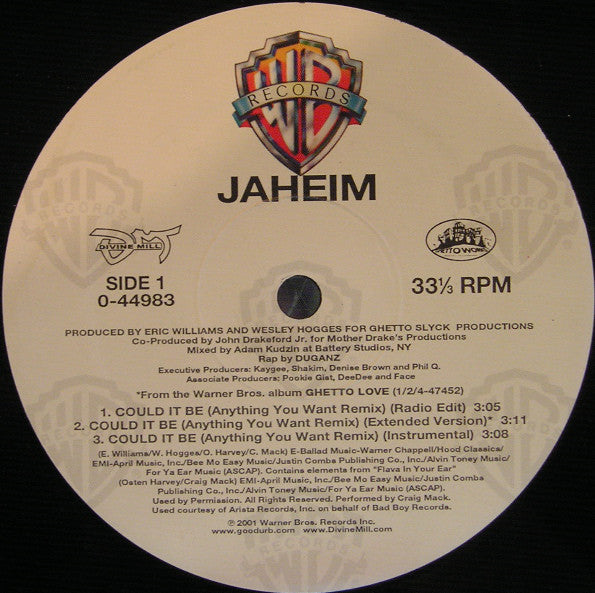 WB
RECORDS
JAHEIM
DIVINE MILL
SIDE 1
0-44983
33⅓ RPM
PRODUCED BY ERIC WILLIAMS AND WESLEY HOGGES FOR GHETTO SLYCK PRODUCTIONS
Co-Produced by John Drakeford Jr. for Mother Drake's Productions
Mixed by Adam Kudzin at Battery Studios, NY
Rap by DUGANZ
Executive Producers: Kaygee, Shakim, Denise Brown and Phil Q.
Associate Producers: Pookie Gist, DeeDee and Face
*From the Warner Bros. album GHETTO LOVE (1/2/4-47452)
1. COULD IT BE (Anything You Want Remix) (Radio Edit) 3:05
2. COULD IT BE (Anything You Want Remix) (Extended Version)* 3:11
3. COULD IT BE (Anything You Want Remix) (Instrumental) 3:08
(E. Williams/W. Hogges/O. Harvey/C. Mack) E-Ballad Music-Warner Chappell/Hood Classics/
EMI-April Music, Inc./Bee Mo Easy Music/Justin Combs Publishing Co., Inc./Alvin Toney Music/
For Ya Ear Music (ASCAP). Contains elements from "Flava In Your Ear"
(Osten Harvey/Craig Mack) EMI-April Music, Inc./Bee Mo Easy Music/Justin Combs
Publishing Co., Inc./Alvin Toney Music/For Ya Ear Music (ASCAP).
Used by Permission. All Rights Reserved. Performed by Craig Mack.
Used courtesy of Arista Records, Inc. on behalf of Bad Boy Records.
℗ 2001 Warner Bros. Records Inc.
www.goodurb.com www.DivineMill.com